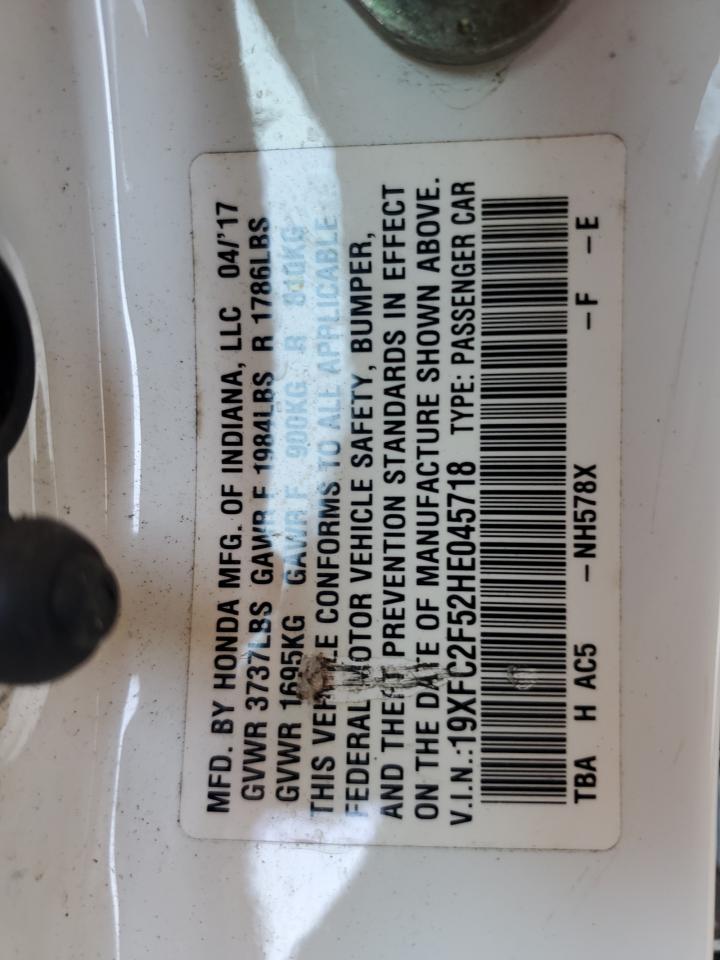 MFD. BY HONDA MFG. OF INDIANA, LLC 04/'17
GVWR 3737LBS GAWR F 1984LBS R 1786LBS
GVWR 1695KG GAWR F 900KG R 810KG
THIS VEHICLE CONFORMS TO ALL APPLICABLE
FEDERAL MOTOR VEHICLE SAFETY, BUMPER,
AND THEFT PREVENTION STANDARDS IN EFFECT
ON THE DATE OF MANUFACTURE SHOWN ABOVE.
V.I.N.:19XFC2F52HE045718 TYPE: PASSENGER CAR
TBA H AC5 – NH578X – F – E